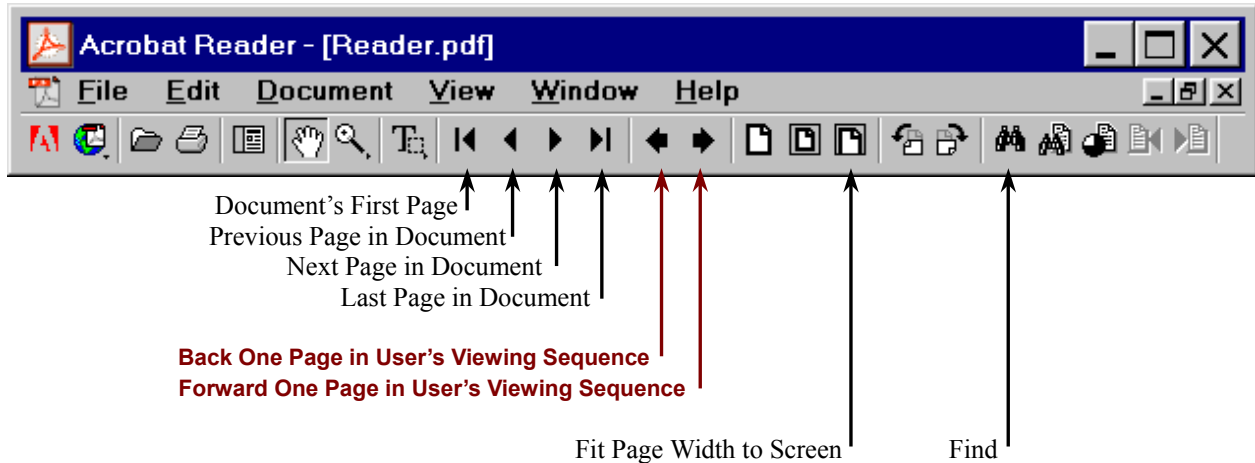 Acrobat Reader - [Reader.pdf]
File Edit Document View Window Help
Document’s First Page
Previous Page in Document
Next Page in Document
Last Page in Document
Back One Page in User’s Viewing Sequence
Forward One Page in User’s Viewing Sequence
Fit Page Width to Screen Find